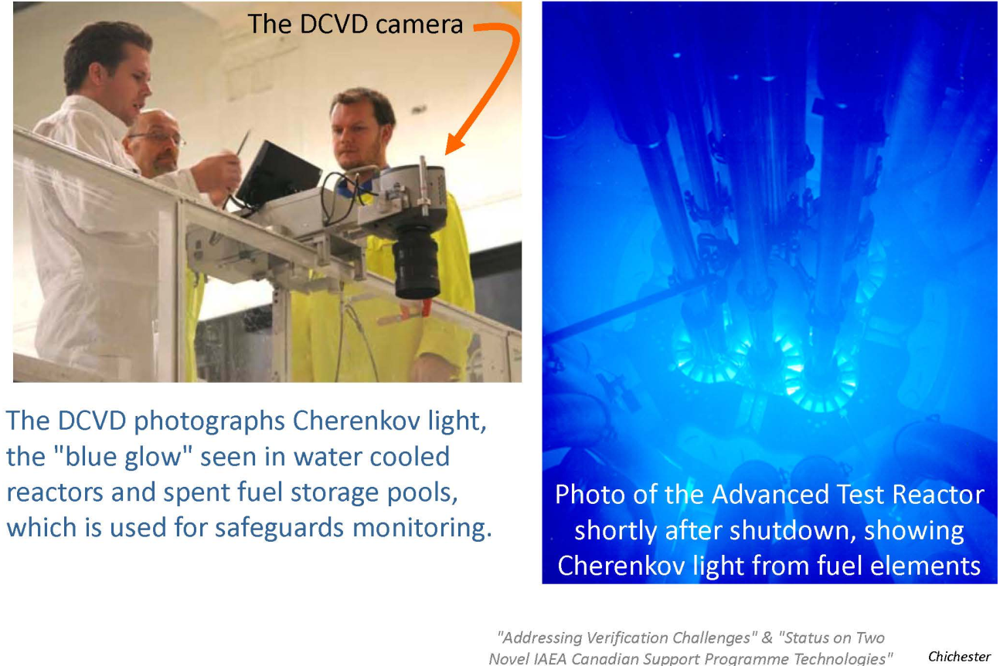 The DCVD camera
The DCVD photographs Cherenkov light,
the "blue glow" seen in water cooled
reactors and spent fuel storage pools,
which is used for safeguards monitoring.
Photo of the Advanced Test Reactor
shortly after shutdown, showing
Cherenkov light from fuel elements
"Addressing Verification Challenges" & "Status on Two
Novel IAEA Canadian Support Programme Technologies"
Chichester